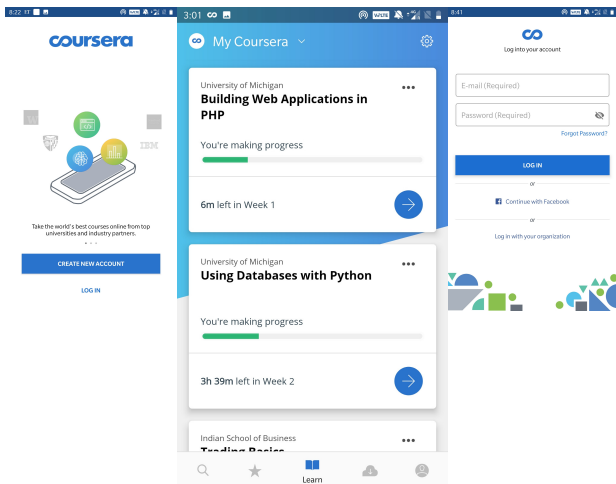 8:22
coursera
IBM
Take the world's best courses online from top
universities and industry partners.
CREATE NEW ACCOUNT
LOG IN
3:01
My Coursera
University of Michigan
Building Web Applications in
PHP
You're making progress
6m left in Week 1
University of Michigan
Using Databases with Python
You're making progress
3h 39m left in Week 2
Indian School of Business
Trading Basics
Learn
8:41
Log into your account
E-mail (Required)
Password (Required)
Forgot Password?
LOG IN
or
Continue with Facebook
or
Log in with your organization